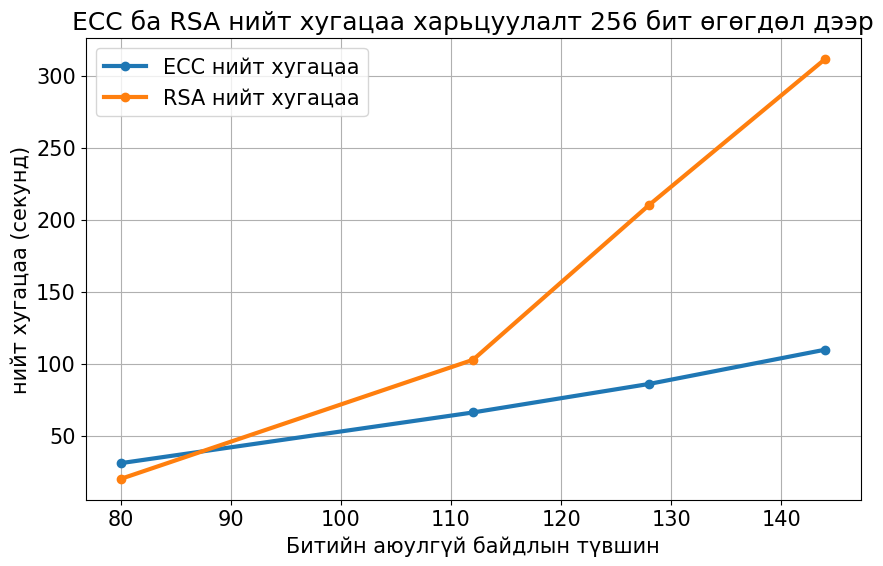 ECC ба RSA нийт хугацаа харьцуулалт 256 бит өгөгдөл дээр
ECC нийт хугацаа
RSA нийт хугацаа
нийт хугацаа (секунд)
300
250
200
150
100
50
80 90 100 110 120 130 140
Битийн аюулгүй байдлын түвшин